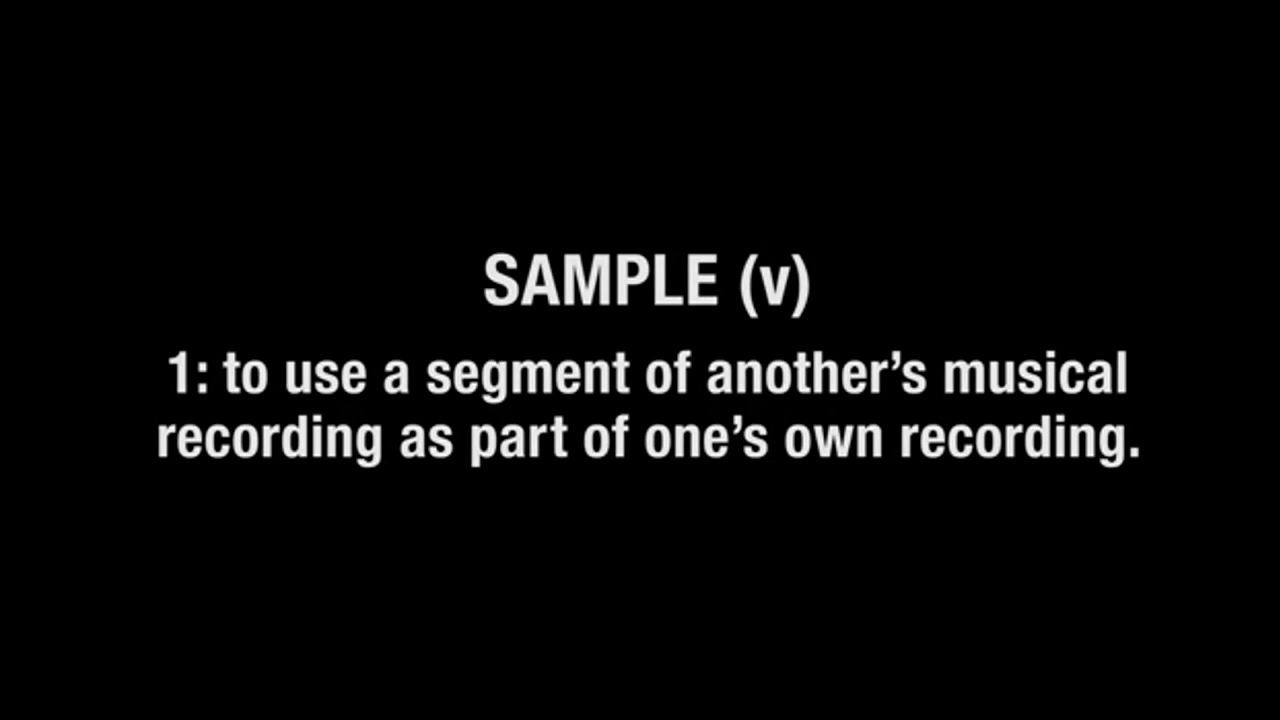 SAMPLE (v)
1: to use a segment of another’s musical
recording as part of one’s own recording.